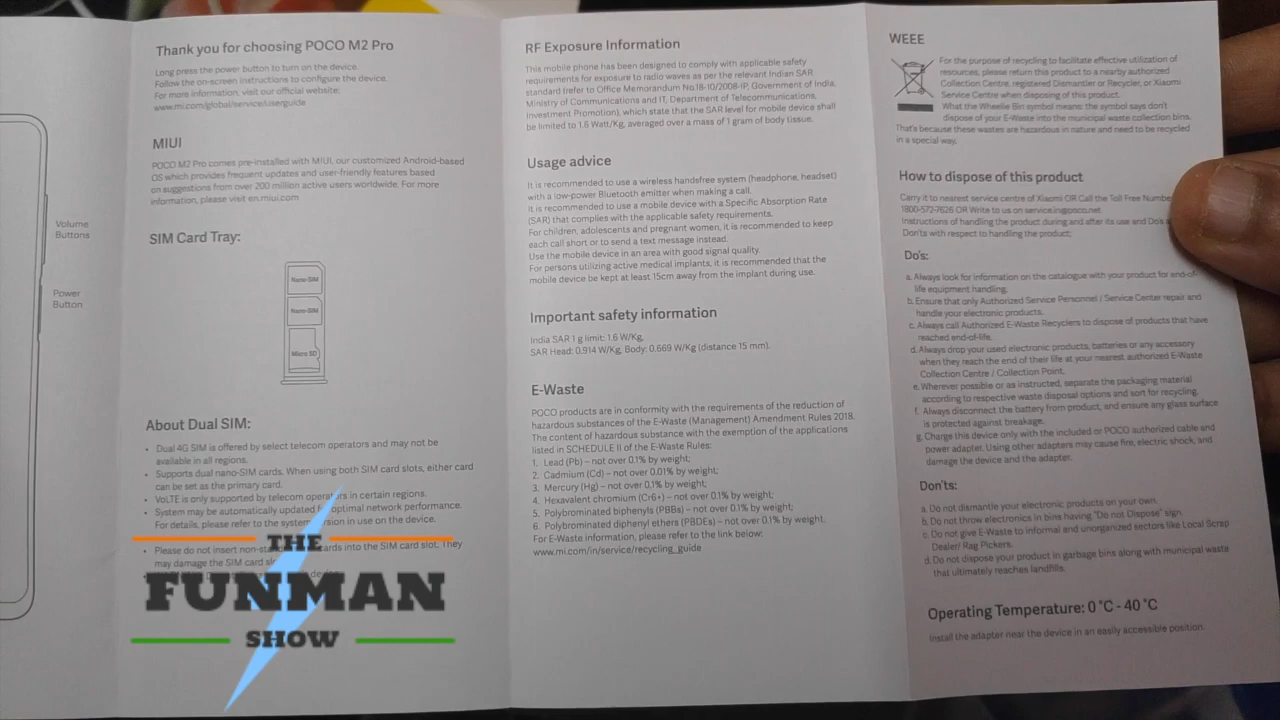 Volume
Buttons
Power
Button
Thank you for choosing POCO M2 Pro
Long press the power button to turn on the device.
Follow the on-screen instructions to configure the device.
For more information, visit our official website:
www.mi.com/global/service/userguide
MIUI
POCO M2 Pro comes pre-installed with MIUI, our customized Android-based
OS which provides frequent updates and user-friendly features based
on suggestions from over 200 million active users worldwide. For more
information, please visit en.miui.com
SIM Card Tray:
Nano-SIM
Nano-SIM
Micro SD
About Dual SIM:
• Dual 4G SIM is offered by select telecom operators and may not be
available in all regions.
• Supports dual nano-SIM cards. When using both SIM card slots, either card
can be set as the primary card.
• VoLTE is only supported by telecom operators in certain regions.
• System may be automatically updated optimal network performance.
For details, please refer to the system version in use on the device.
• Please do not insert cards into the SIM card slot. They
may damage the SIM card
THE
FUNMAN
SHOW
RF Exposure Information
This mobile phone has been designed to comply with applicable safety
requirements for exposure to radio waves as per the relevant Indian SAR
standard (refer to Office Memorandum No.18-10/2008-IP, Government of India,
Ministry of Communications and IT, Department of Telecommunications,
Investment Promotion), which state that the SAR level for mobile device shall
be limited to 1.6 Watt/Kg, averaged over a mass of 1 gram of body tissue.
Usage advice
It is recommended to use a wireless handsfree system (headphone, headset)
with a low-power Bluetooth emitter when making a call.
It is recommended to use a mobile device with a Specific Absorption Rate
(SAR) that complies with the applicable safety requirements.
For children, adolescents and pregnant women, it is recommended to keep
each call short or to send a text message instead.
Use the mobile device in an area with good signal quality.
For persons utilizing active medical implants, it is recommended that the
mobile device be kept at least 15cm away from the implant during use.
Important safety information
India SAR 1 g limit: 1.6 W/Kg,
SAR Head: 0.914 W/Kg, Body: 0.669 W/Kg (distance 15 mm).
E-Waste
POCO products are in conformity with the requirements of the reduction of
hazardous substances of the E-Waste (Management) Amendment Rules 2018.
The content of hazardous substance with the exemption of the applications
listed in SCHEDULE II of the E-Waste Rules:
1. Lead (Pb) – not over 0.1% by weight;
2. Cadmium (Cd) – not over 0.01% by weight;
3. Mercury (Hg) – not over 0.1% by weight;
4. Hexavalent chromium (Cr6+) – not over 0.1% by weight;
5. Polybrominated biphenyls (PBBs) – not over 0.1% by weight;
6. Polybrominated diphenyl ethers (PBDEs) – not over 0.1% by weight.
For E-Waste information, please refer to the link below:
www.mi.com/in/service/recycling_guide
WEEE
For the purpose of recycling to facilitate effective utilization of
resources, please return this product to a nearby authorized
Collection Centre, registered Dismantler or Recycler, or Xiaomi
Service Centre when disposing of this product.
What the Wheelie Bin symbol means: the symbol says don't
dispose of your E-Waste into the municipal waste collection bins.
That's because these wastes are hazardous in nature and need to be recycled
in a special way.
How to dispose of this product
Carry it to nearest service centre of Xiaomi OR Call the Toll Free Number
1800-572-7626 OR Write to us on service.in@poco.net.
Instructions of handling the product during and after its use and Do's
Don'ts with respect to handling the product;
Do's:
a. Always look for information on the catalogue with your product for end-of-
life equipment handling.
b. Ensure that only Authorized Service Personnel / Service Center repair and
handle your electronic products.
c. Always call Authorized E-Waste Recyclers to dispose of products that have
reached end-of-life.
d. Always drop your used electronic products, batteries or any accessory
when they reach the end of their life at your nearest authorized E-Waste
Collection Centre / Collection Point.
e. Wherever possible or as instructed, separate the packaging material
according to respective waste disposal options and sort for recycling.
f. Always disconnect the battery from product, and ensure any glass surface
is protected against breakage.
g. Charge this device only with the included or POCO authorized cable and
power adapter. Using other adapters may cause fire, electric shock, and
damage the device and the adapter.
Don'ts:
a. Do not dismantle your electronic products on your own.
b. Do not throw electronics in bins having "Do not Dispose" sign.
c. Do not give E-Waste to informal and unorganized sectors like Local Scrap
Dealer/ Rag Pickers.
d. Do not dispose your product in garbage bins along with municipal waste
that ultimately reaches landfills.
Operating Temperature: 0 °C - 40 °C
Install the adapter near the device in an easily accessible position.